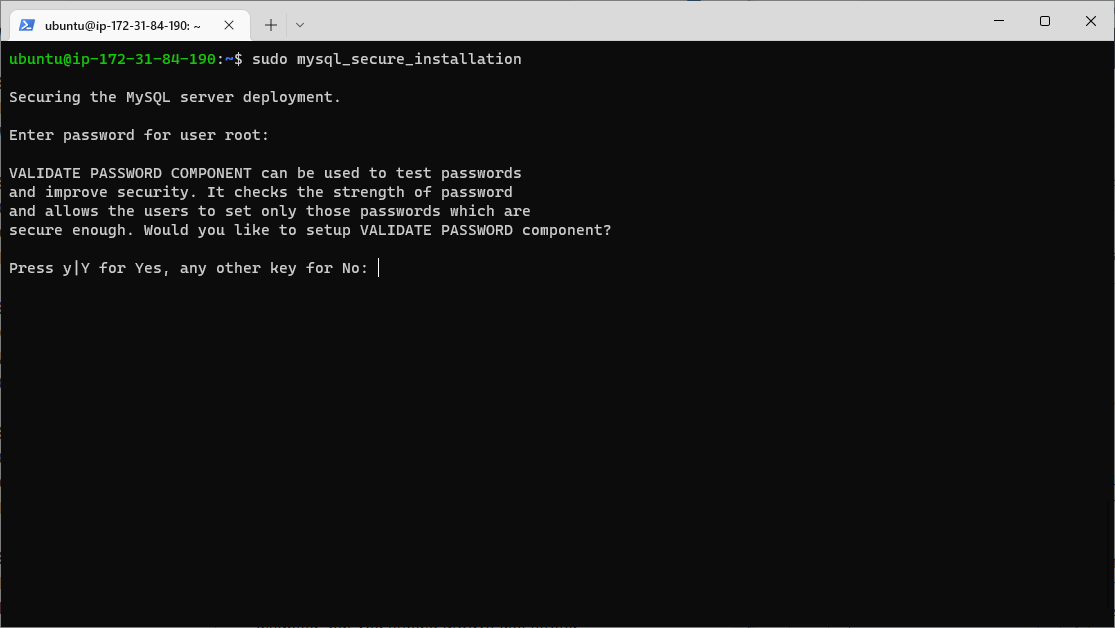 ubuntu@ip-172-31-84-190: ~
ubuntu@ip-172-31-84-190:~$ sudo mysql_secure_installation
Securing the MySQL server deployment.
Enter password for user root:
VALIDATE PASSWORD COMPONENT can be used to test passwords
and improve security. It checks the strength of password
and allows the users to set only those passwords which are
secure enough. Would you like to setup VALIDATE PASSWORD component?
Press y|Y for Yes, any other key for No: